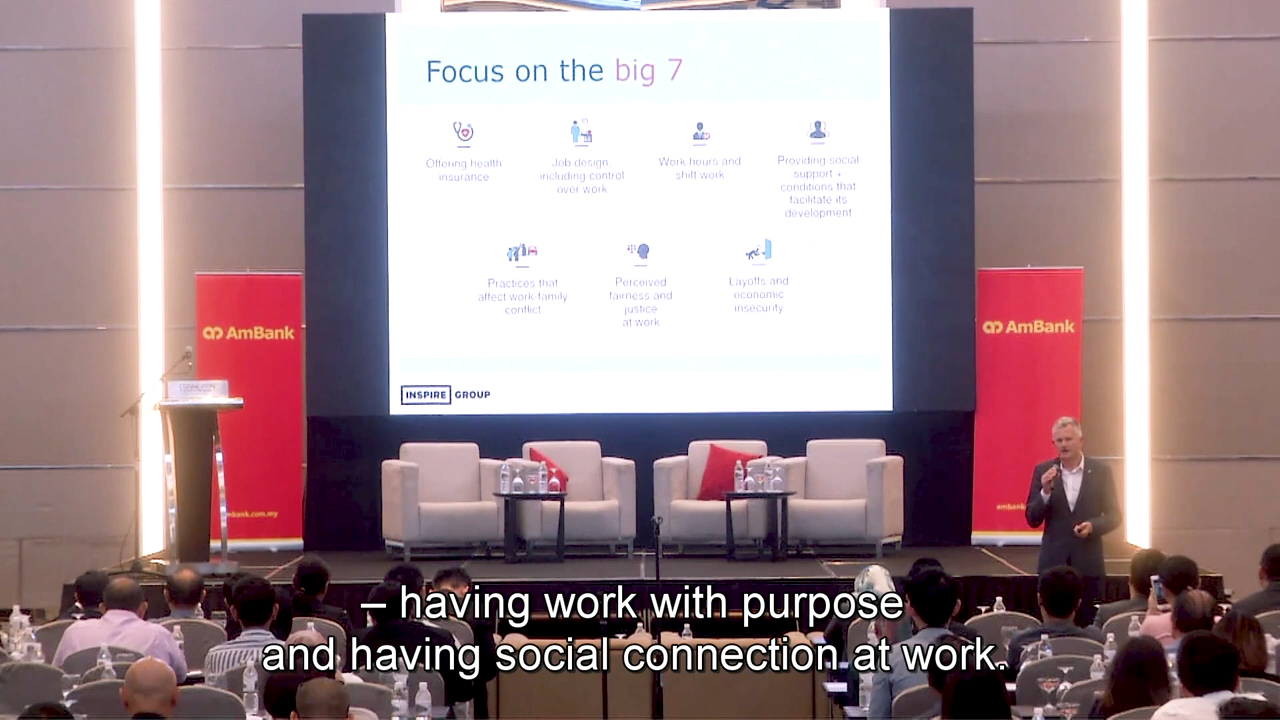 Focus on the big 7
Offering health
insurance
Job design,
including control
over work
Work hours and
shift work
Providing social
support +
conditions that
facilitate its
development
Practices that
affect work-family
conflict
Perceived
fairness and
justice
at work
Layoffs and
economic
insecurity
INSPIRE GROUP
AmBank
AmBank
mbank.com.my
ambank
– having work with purpose
and having social connection at work.